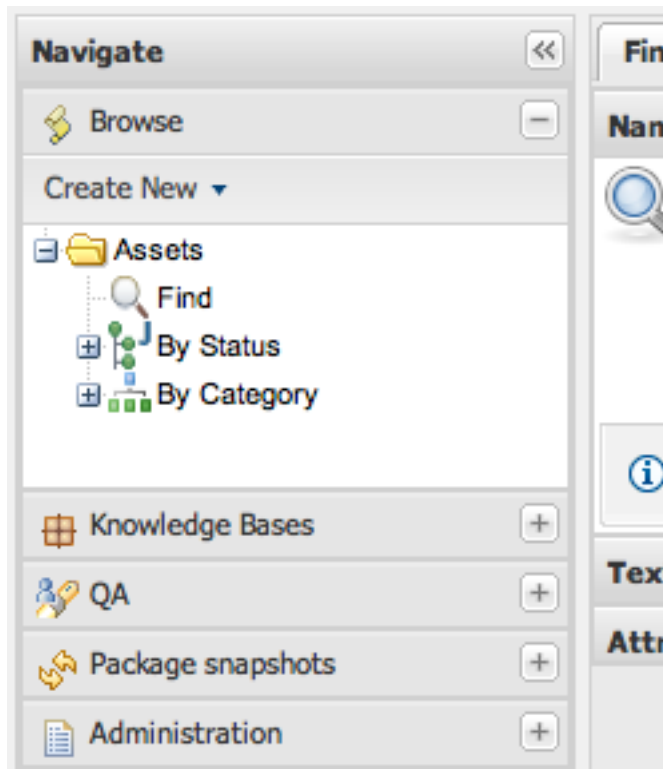 Navigate
Browse
Create New
Assets
Find
By Status
By Category
Knowledge Bases
QA
Package snapshots
Administration